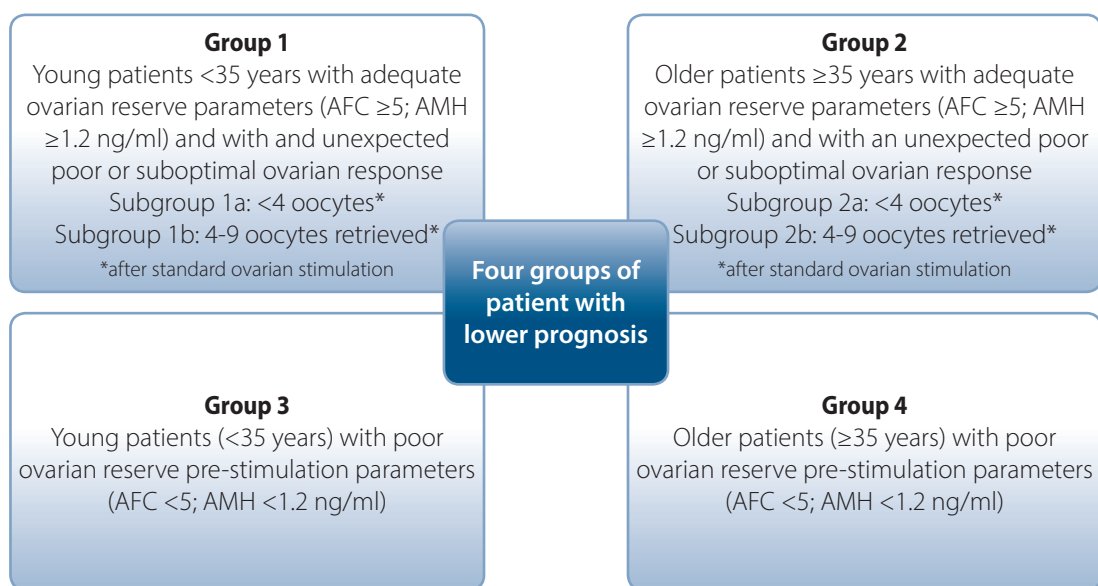 Group 1
Young patients <35 years with adequate
ovarian reserve parameters (AFC ≥5; AMH
≥1.2 ng/ml) and with and unexpected
poor or suboptimal ovarian response
Subgroup 1a: <4 oocytes*
Subgroup 1b: 4-9 oocytes retrieved*
*after standard ovarian stimulation
Group 2
Older patients ≥35 years with adequate
ovarian reserve parameters (AFC ≥5; AMH
≥1.2 ng/ml) and with an unexpected poor
or suboptimal ovarian response
Subgroup 2a: <4 oocytes*
Subgroup 2b: 4-9 oocytes retrieved*
*after standard ovarian stimulation
Four groups of
patient with
lower prognosis
Group 3
Young patients (<35 years) with poor
ovarian reserve pre-stimulation parameters
(AFC <5; AMH <1.2 ng/ml)
Group 4
Older patients (≥35 years) with poor
ovarian reserve pre-stimulation parameters
(AFC <5; AMH <1.2 ng/ml)